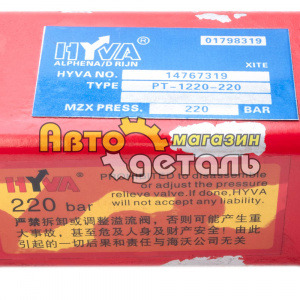 HYVA ®
ALPHEN A/D RIJN
01798319
XITE
HYVA NO. 14767319
TYPE PT-1220-220
MZX PRESS. 220 BAR
Авто магазин
деталь
HYVA
220 bar
to disassemble
or adjust the pressure
relieve valve. If done, HYVA
will not accept any liability.
严禁拆卸或调整溢流阀，否则可能产生重
大事故，甚至危及人身及财产安全；由此
引起的一切后果和责任与海沃公司无关